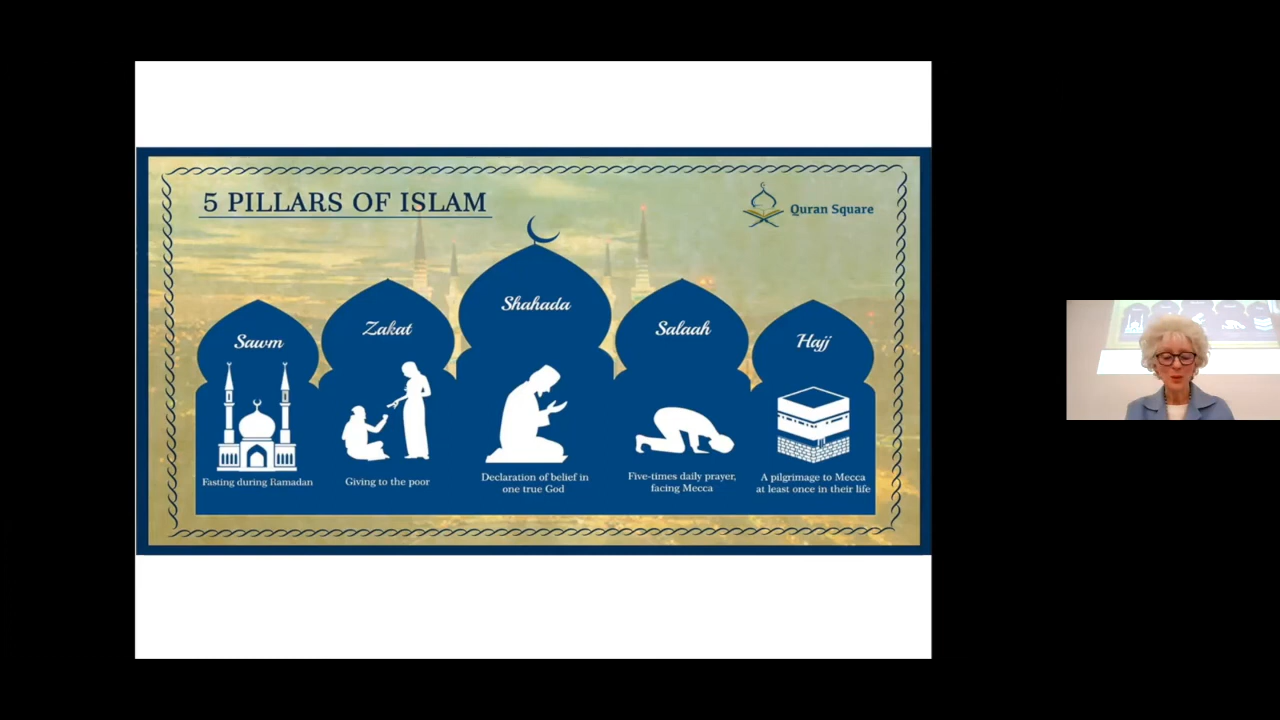 5 PILLARS OF ISLAM
Quran Square
Sawm
Fasting during Ramadan
Zakat
Giving to the poor
Shahada
Declaration of belief in
one true God
Salaah
Five-times daily prayer,
facing Mecca
Hajj
A pilgrimage to Mecca
at least once in their life